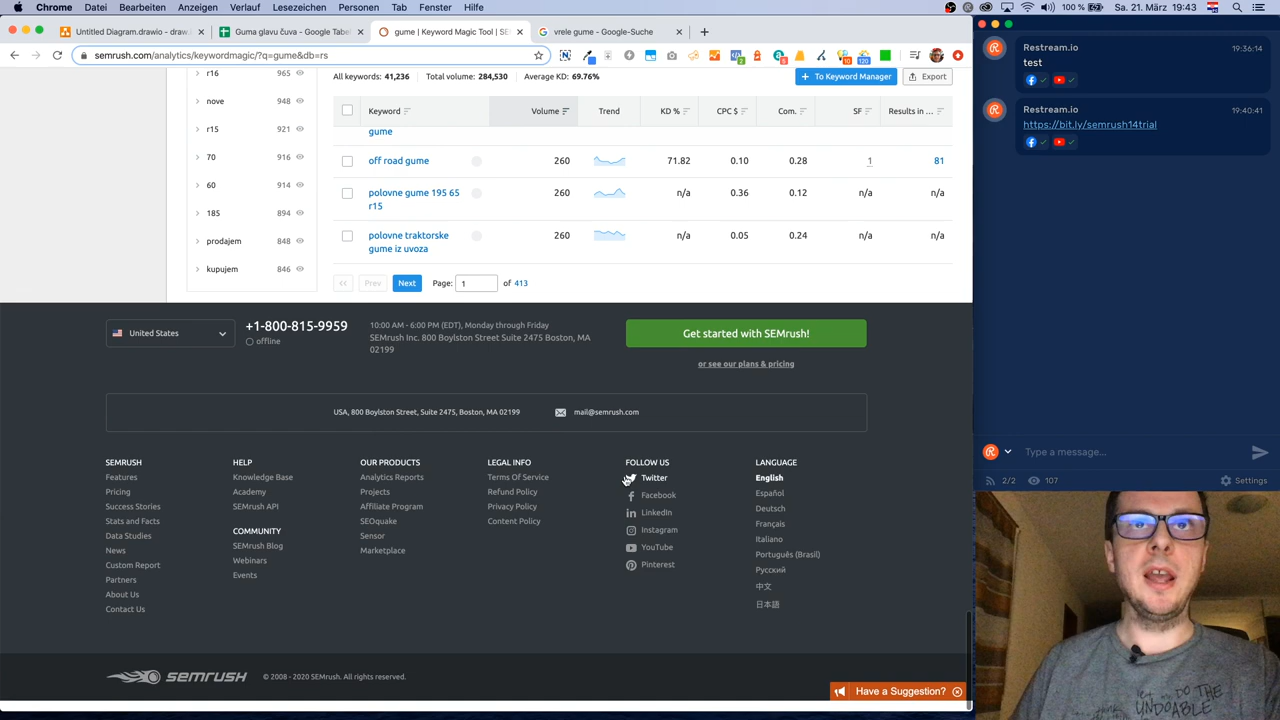 Chrome Datei Bearbeiten Anzeigen Verlauf Lesezeichen Personen Tab Fenster Hilfe 100 % Sa. 21. März 19:43
Untitled Diagram.drawio - draw.i
Guma glavu čuva - Google Tabel
gume | Keyword Magic Tool | SE
vrele gume - Google-Suche
semrush.com/analytics/keywordmagic/?q=gume&db=rs
All keywords: 41,236 Total volume: 284,530 Average KD: 69.76%
+ To Keyword Manager
Export
r16 965
nove 948
r15 921
70 916
60 914
185 894
prodajem 848
kupujem 846
Keyword Volume Trend KD % CPC $ Com. SF Results in ...
gume
off road gume 260 71.82 0.10 0.28 1 81
polovne gume 195 65 260 n/a 0.36 0.12 n/a n/a
r15
polovne traktorske 260 n/a 0.05 0.24 n/a n/a
gume iz uvoza
<< Prev Next Page: 1 of 413
United States
+1-800-815-9959
offline
10:00 AM - 6:00 PM (EDT), Monday through Friday
SEMrush Inc. 800 Boylston Street Suite 2475 Boston, MA
02199
Get started with SEMrush!
or see our plans & pricing
USA, 800 Boylston Street, Suite 2475, Boston, MA 02199
mail@semrush.com
SEMRUSH
Features
Pricing
Success Stories
Stats and Facts
Data Studies
News
Custom Report
Partners
About Us
Contact Us
HELP
Knowledge Base
Academy
SEMrush API
COMMUNITY
SEMrush Blog
Webinars
Events
OUR PRODUCTS
Analytics Reports
Projects
Affiliate Program
SEOquake
Sensor
Marketplace
LEGAL INFO
Terms Of Service
Refund Policy
Privacy Policy
Content Policy
FOLLOW US
Twitter
Facebook
LinkedIn
Instagram
YouTube
Pinterest
LANGUAGE
English
Español
Deutsch
Français
Italiano
Português (Brasil)
Русский
中文
日本語
semrush
© 2008 - 2020 SEMrush. All rights reserved.
Have a Suggestion?
Restream.io 19:36:14
test
Restream.io 19:40:41
https://bit.ly/semrush14trial
Type a message...
2/2 107 Settings
DO THE
UNDOABLE